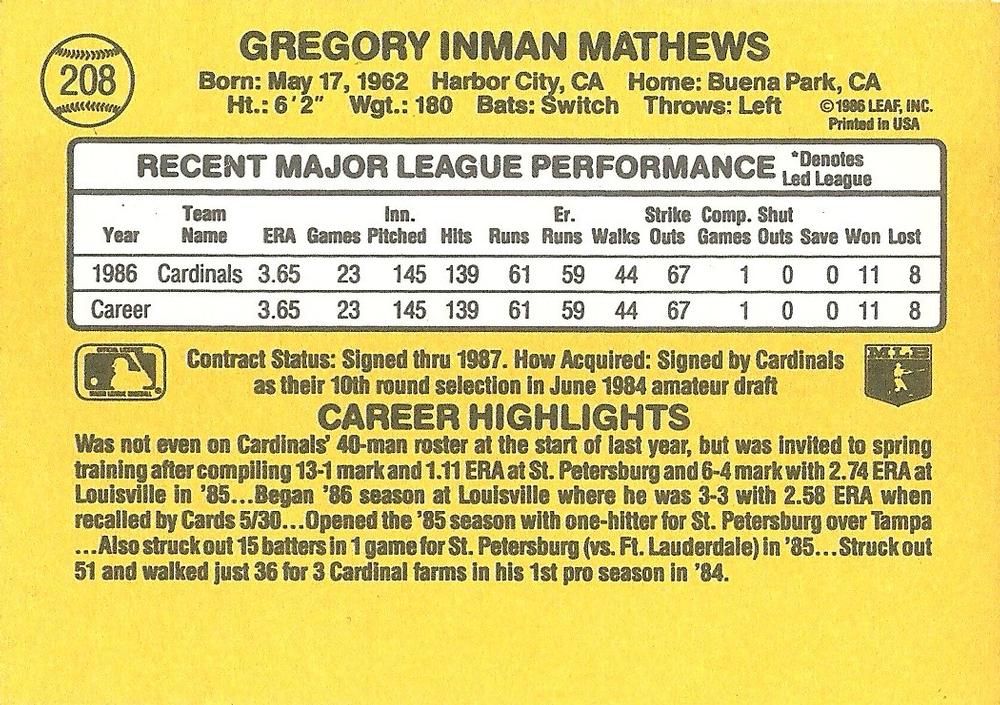 208
GREGORY INMAN MATHEWS
Born: May 17, 1962 Harbor City, CA Home: Buena Park, CA
Ht.: 6'2" Wgt.: 180 Bats: Switch Throws: Left ©1986 LEAF, INC.
Printed in USA
RECENT MAJOR LEAGUE PERFORMANCE *Denotes
Led League
Year Team Name ERA Games Inn. Pitched Hits Runs Er. Runs Walks Strike Outs Comp. Games Shut Outs Save Won Lost
1986 Cardinals 3.65 23 145 139 61 59 44 67 1 0 0 11 8
Career 3.65 23 145 139 61 59 44 67 1 0 0 11 8
Contract Status: Signed thru 1987. How Acquired: Signed by Cardinals
as their 10th round selection in June 1984 amateur draft
MLB
CAREER HIGHLIGHTS
Was not even on Cardinals' 40-man roster at the start of last year, but was invited to spring
training after compiling 13-1 mark and 1.11 ERA at St. Petersburg and 6-4 mark with 2.74 ERA at
Louisville in '85...Began '86 season at Louisville where he was 3-3 with 2.58 ERA when
recalled by Cards 5/30...Opened the '85 season with one-hitter for St. Petersburg over Tampa
...Also struck out 15 batters in 1 game for St. Petersburg (vs. Ft. Lauderdale) in '85...Struck out
51 and walked just 36 for 3 Cardinal farms in his 1st pro season in '84.